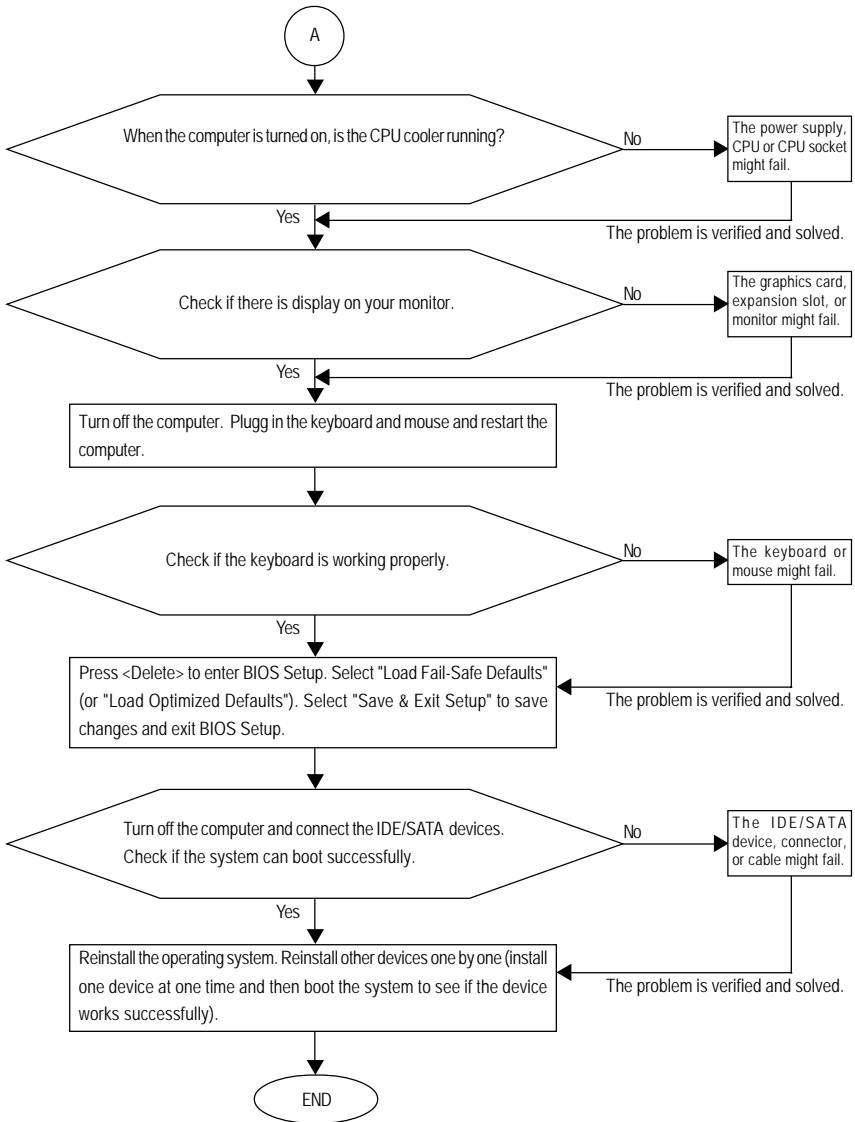 A
When the computer is turned on, is the CPU cooler running?
No
The power supply,
CPU or CPU socket
might fail.
Yes
The problem is verified and solved.
Check if there is display on your monitor.
No
The graphics card,
expansion slot, or
monitor might fail.
Yes
The problem is verified and solved.
Turn off the computer. Plugg in the keyboard and mouse and restart the
computer.
Check if the keyboard is working properly.
No
The keyboard or
mouse might fail.
Yes
Press <Delete> to enter BIOS Setup. Select "Load Fail-Safe Defaults"
(or "Load Optimized Defaults"). Select "Save & Exit Setup" to save
changes and exit BIOS Setup.
The problem is verified and solved.
Turn off the computer and connect the IDE/SATA devices.
Check if the system can boot successfully.
No
The IDE/SATA
device, connector,
or cable might fail.
Yes
Reinstall the operating system. Reinstall other devices one by one (install
one device at one time and then boot the system to see if the device
works successfully).
The problem is verified and solved.
END